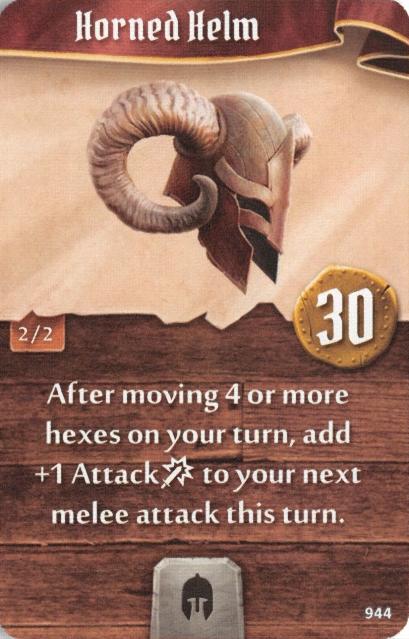 Horned Helm
30
2/2
After moving 4 or more
hexes on your turn, add
+1 Attack to your next
melee attack this turn.
944